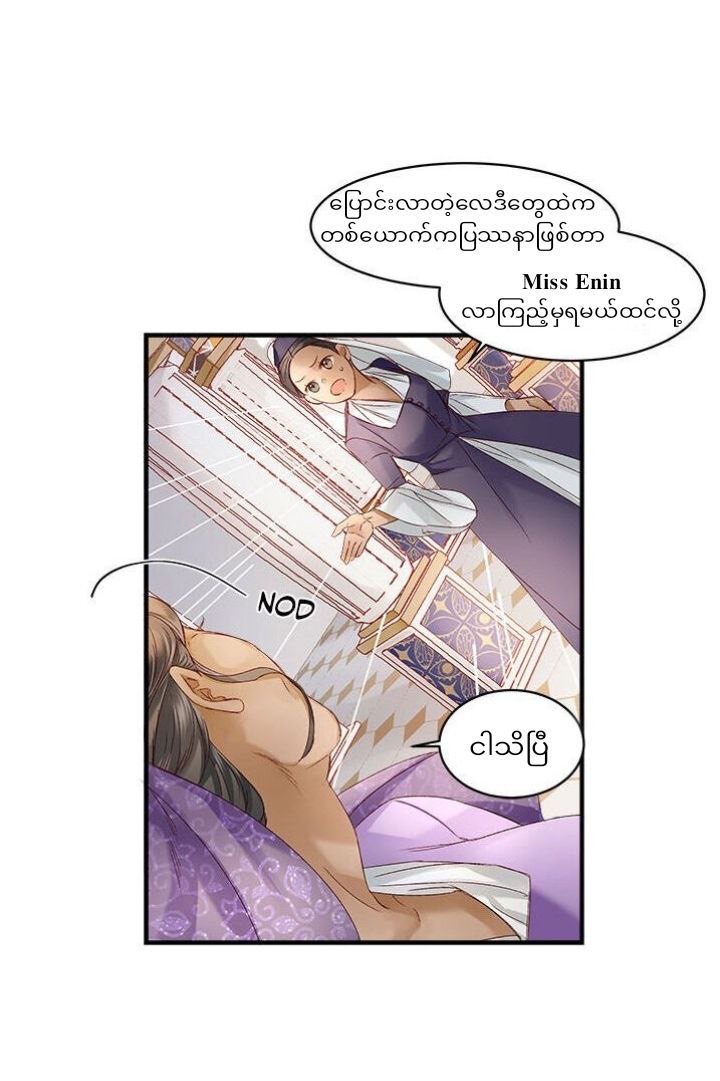 ပြောင်းလာတဲ့လေဒီတွေထဲက
တစ်ယောက်ကပြဿနာဖြစ်တာ
Miss Enin
လာကြည့်မှရမယ်ထင်လို့
NOD
ငါသိပြီ